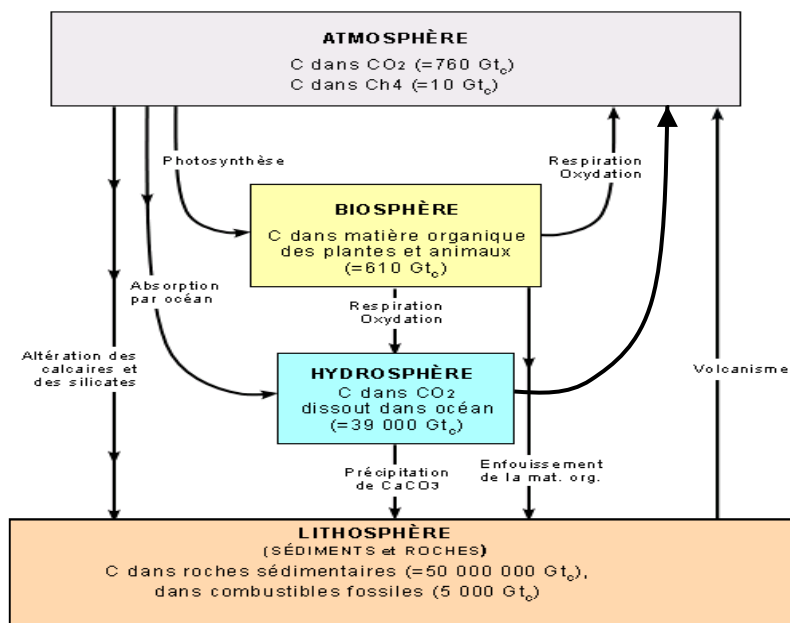 ATMOSPHÈRE
C dans CO₂ (=760 Gtc)
C dans Ch4 (=10 Gtc)
Photosynthèse
Respiration
Oxydation
BIOSPHÈRE
C dans matière organique
des plantes et animaux
(=610 Gtc)
Absorption
par océan
Respiration
Oxydation
Altération des
calcaires et
des silicates
HYDROSPHÈRE
C dans CO₂
dissout dans océan
(=39 000 Gtc)
Volcanisme
Précipitation
de CaCO3
Enfouissement
de la mat. org.
LITHOSPHÈRE
(SÉDIMENTS et ROCHES)
C dans roches sédimentaires (=50 000 000 Gtc),
dans combustibles fossiles (5 000 Gtc)